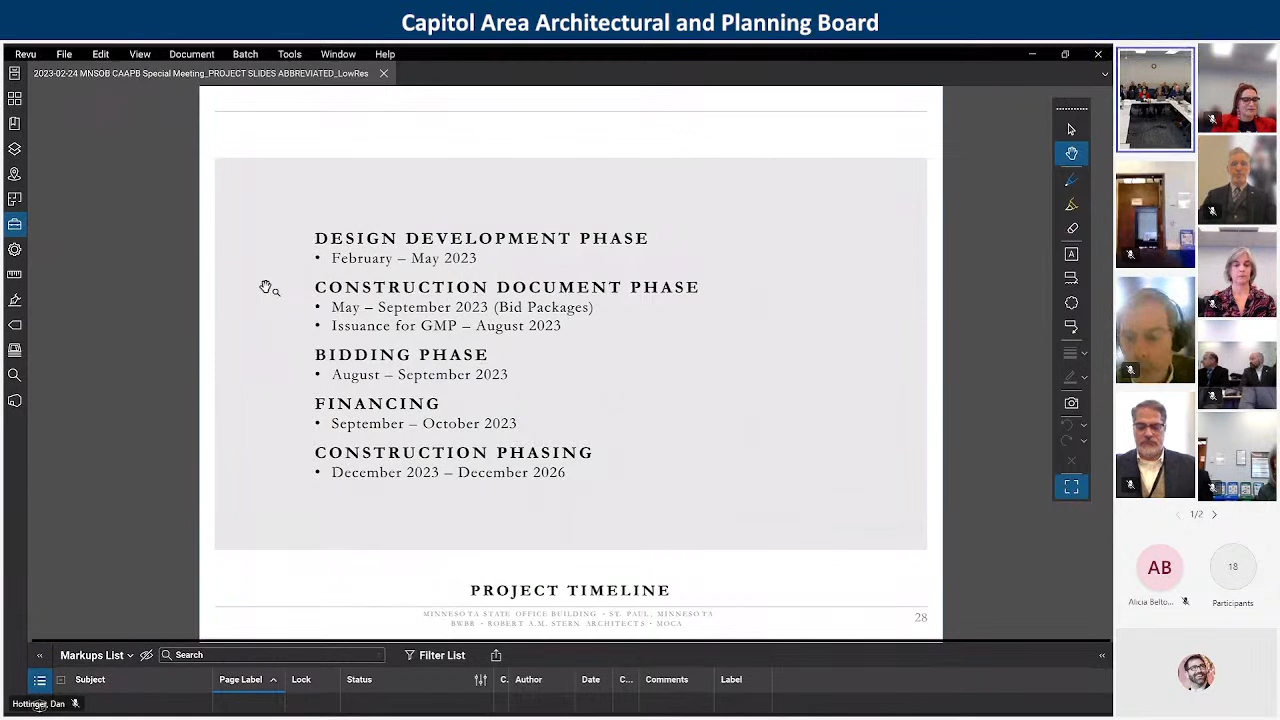 Capitol Area Architectural and Planning Board
Revu File Edit View Document Batch Tools Window Help
2023-02-24 MNSOB CAAPB Special Meeting_PROJECT SLIDES ABBREVIATED_LowRes
DESIGN DEVELOPMENT PHASE
• February – May 2023
CONSTRUCTION DOCUMENT PHASE
• May – September 2023 (Bid Packages)
• Issuance for GMP – August 2023
BIDDING PHASE
• August – September 2023
FINANCING
• September – October 2023
CONSTRUCTION PHASING
• December 2023 – December 2026
PROJECT TIMELINE
MINNESOTA STATE OFFICE BUILDING • ST. PAUL, MINNESOTA
BWBR • ROBERT A.M. STERN ARCHITECTS • MOCA
28
Markups List Search Filter List
Subject Page Label Lock Status C. Author Date C... Comments Label
Hottinger, Dan
1/2
AB
18
Alicia Belto...
Participants